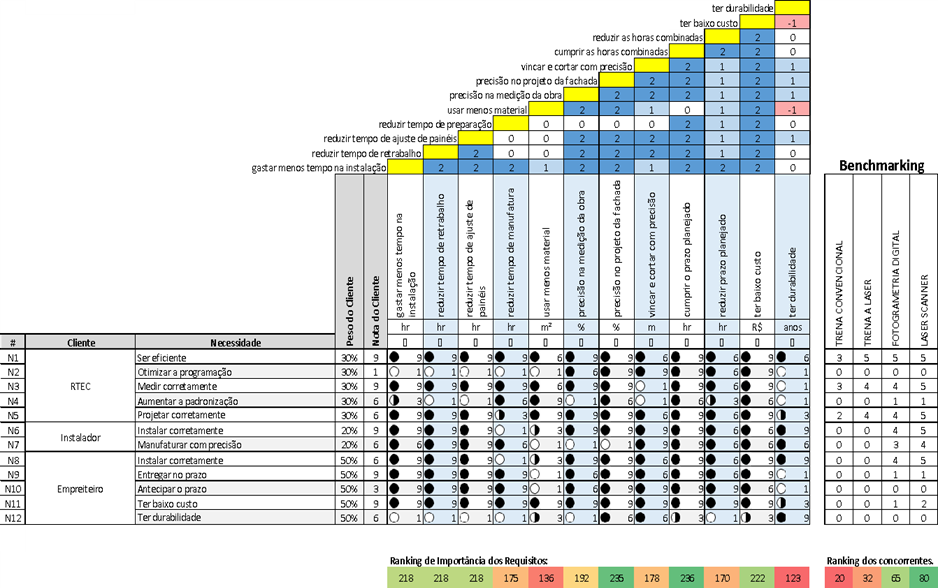 ter durabilidade
ter baixo custo -1
reduzir as horas combinadas 2 0
cumprir as horas combinadas 2 2 0
vincar e cortar com precisão 2 1 2 1
precisão no projeto da fachada 2 2 1 2 1
precisão na medição da obra 2 2 2 1 2 1
usar menos material 2 2 1 0 1 2 -1
reduzir tempo de preparação 0 0 0 0 2 1 2 0
reduzir tempo de ajuste de painéis 0 0 2 2 2 2 1 2 1
reduzir tempo de retrabalho 2 0 0 2 2 2 2 1 2 0
gastar menos tempo na instalação 2 2 2 1 2 2 1 2 2 2 0
Benchmarking
Peso do Cliente
Nota do Cliente
gastar menos tempo na instalação
reduzir tempo de retrabalho
reduzir tempo de ajuste de painéis
reduzir tempo de manufatura
usar menos material
precisão na medição da obra
precisão no projeto da fachada
vincar e cortar com precisão
cumprir o prazo planejado
reduzir prazo planejado
ter baixo custo
ter durabilidade
TRENA CONVENCIONAL
TRENA A LASER
FOTOGRAMETRIA DIGITAL
LASER SCANNER
hr hr hr hr m² % % m hr hr R$ anos
# Cliente Necessidade
N1 Ser eficiente 30% 9 9 9 9 9 6 9 9 9 9 6 9 6 3 5 5 5
N2 Otimizar a programação 30% 1 1 1 1 1 1 6 9 6 9 6 6 1 0 0 0 0
N3 RTEC Medir corretamente 30% 9 9 9 9 9 6 9 9 1 9 6 9 1 3 4 4 5
N4 Aumentar a padronização 30% 6 3 1 1 6 9 1 9 1 6 3 6 1 0 0 1 1
N5 Projetar corretamente 30% 6 9 9 9 3 9 9 9 9 9 6 9 3 2 4 4 5
N6 Instalador Instalar corretamente 20% 9 9 9 9 1 3 9 9 9 9 9 9 9 0 0 4 5
N7 Manufaturar com precisão 20% 6 6 6 9 6 1 1 1 9 9 9 9 6 0 0 3 4
N8 Instalar corretamente 50% 6 9 9 9 1 3 9 9 9 9 9 9 9 0 0 4 5
N9 Entregar no prazo 50% 9 9 9 9 9 1 9 9 6 9 9 9 1 0 0 1 1
N10 Empreiteiro Antecipar o prazo 50% 3 9 9 9 9 1 6 9 6 9 9 6 1 0 0 0 0
N11 Ter baixo custo 50% 9 9 9 9 9 9 9 9 6 9 6 9 3 0 0 1 2
N12 Ter durabilidade 50% 6 1 1 1 1 3 1 6 6 3 1 3 9 0 0 0 0
Ranking de Importância dos Requisitos:
218 218 218 175 136 192 235 178 236 170 222 123
Ranking dos concorrentes.
20 32 65 80